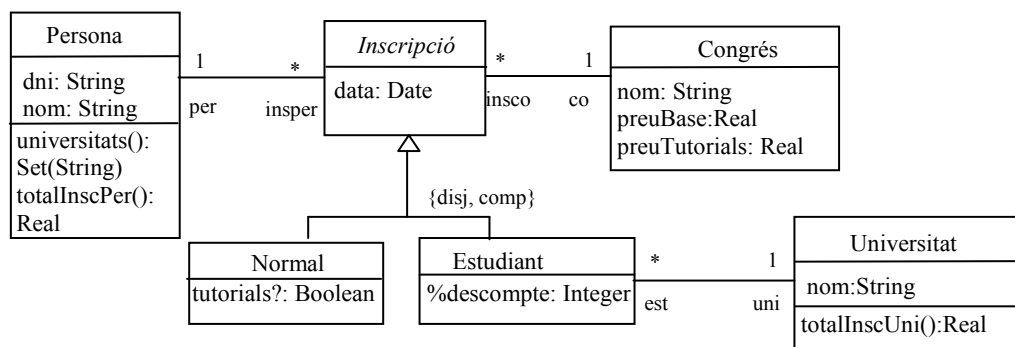 Persona
dni: String
nom: String
universitats():
Set(String)
totalInscPer():
Real
1
per
*
insper
Inscripció
data: Date
*
insco
1
co
Congrés
nom: String
preuBase:Real
preuTutorials: Real
{disj, comp}
Normal
tutorials?: Boolean
Estudiant
%descompte: Integer
*
est
1
uni
Universitat
nom:String
totalInscUni():Real